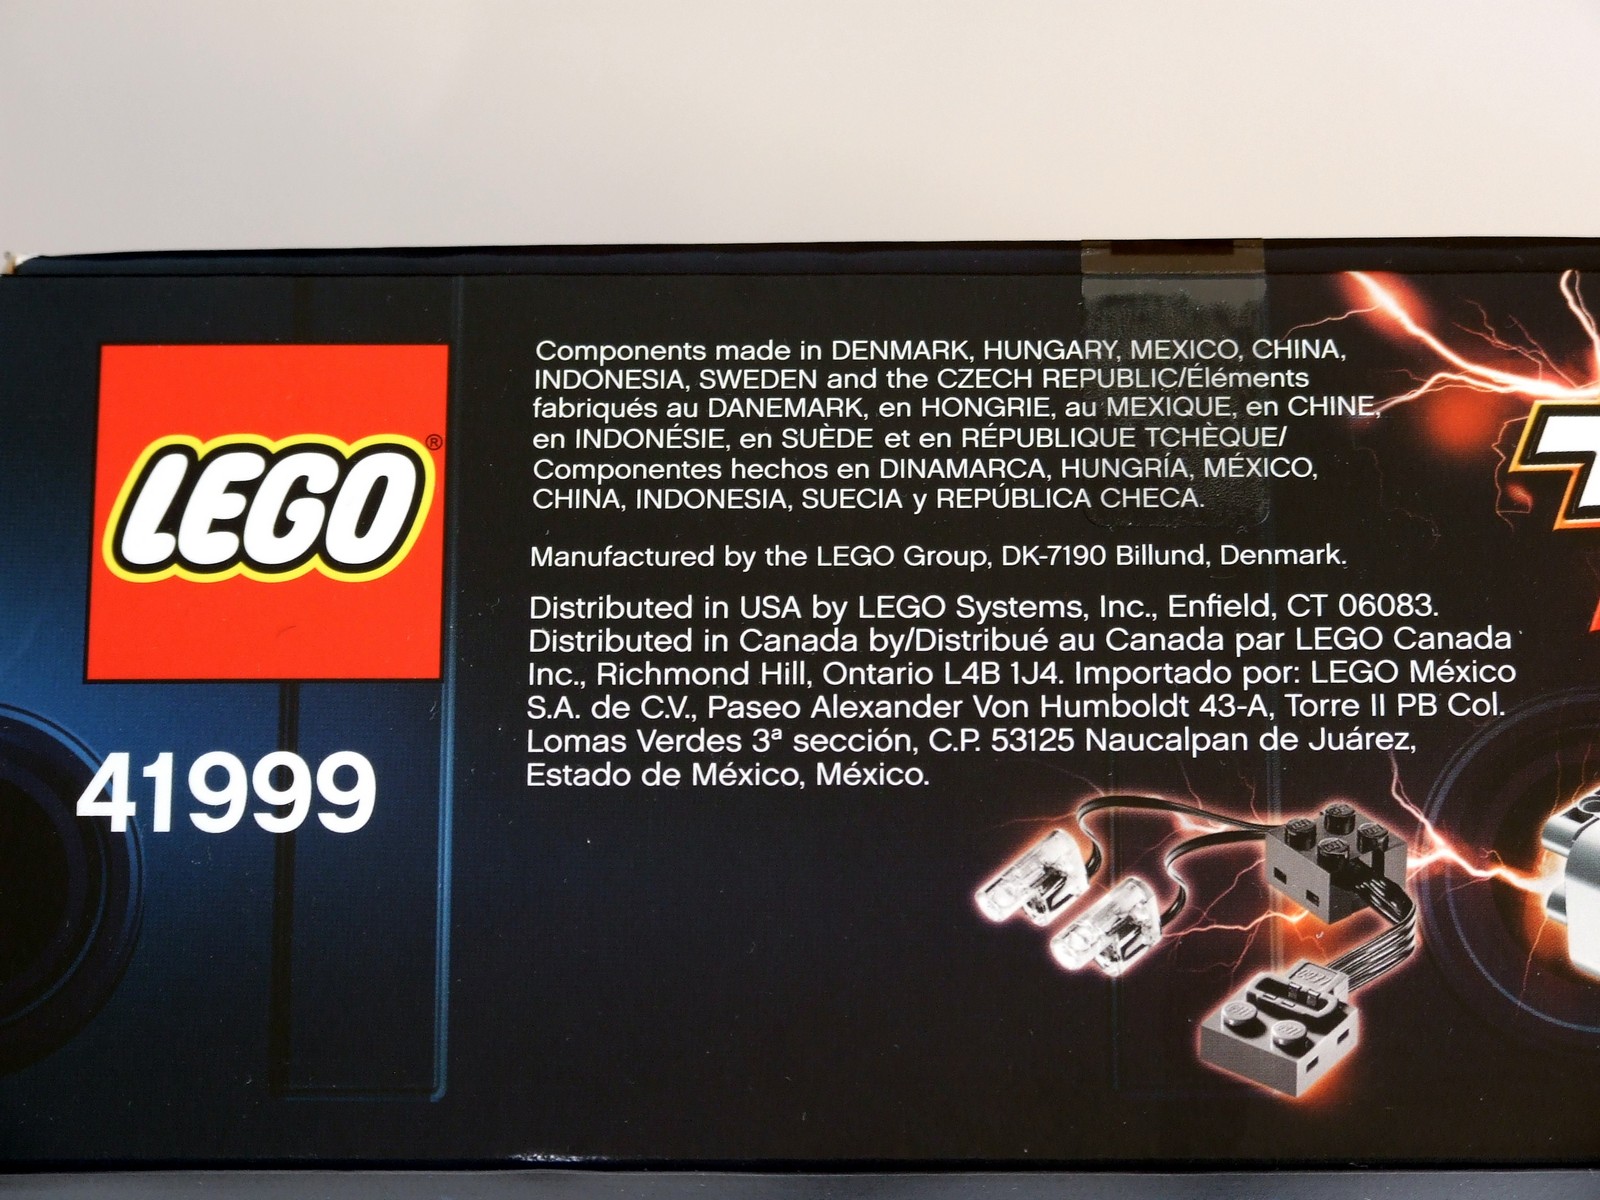 LEGO®
41999
Components made in DENMARK, HUNGARY, MEXICO, CHINA,
INDONESIA, SWEDEN and the CZECH REPUBLIC/Éléments
fabriqués au DANEMARK, en HONGRIE, au MEXIQUE, en CHINE,
en INDONÉSIE, en SUÈDE et en RÉPUBLIQUE TCHÈQUE/
Componentes hechos en DINAMARCA, HUNGRÍA, MÉXICO,
CHINA, INDONESIA, SUECIA y REPÚBLICA CHECA.
Manufactured by the LEGO Group, DK-7190 Billund, Denmark.
Distributed in USA by LEGO Systems, Inc., Enfield, CT 06083.
Distributed in Canada by/Distribué au Canada par LEGO Canada
Inc., Richmond Hill, Ontario L4B 1J4. Importado por: LEGO México
S.A. de C.V., Paseo Alexander Von Humboldt 43-A, Torre II PB Col.
Lomas Verdes 3ª sección, C.P. 53125 Naucalpan de Juárez,
Estado de México, México.